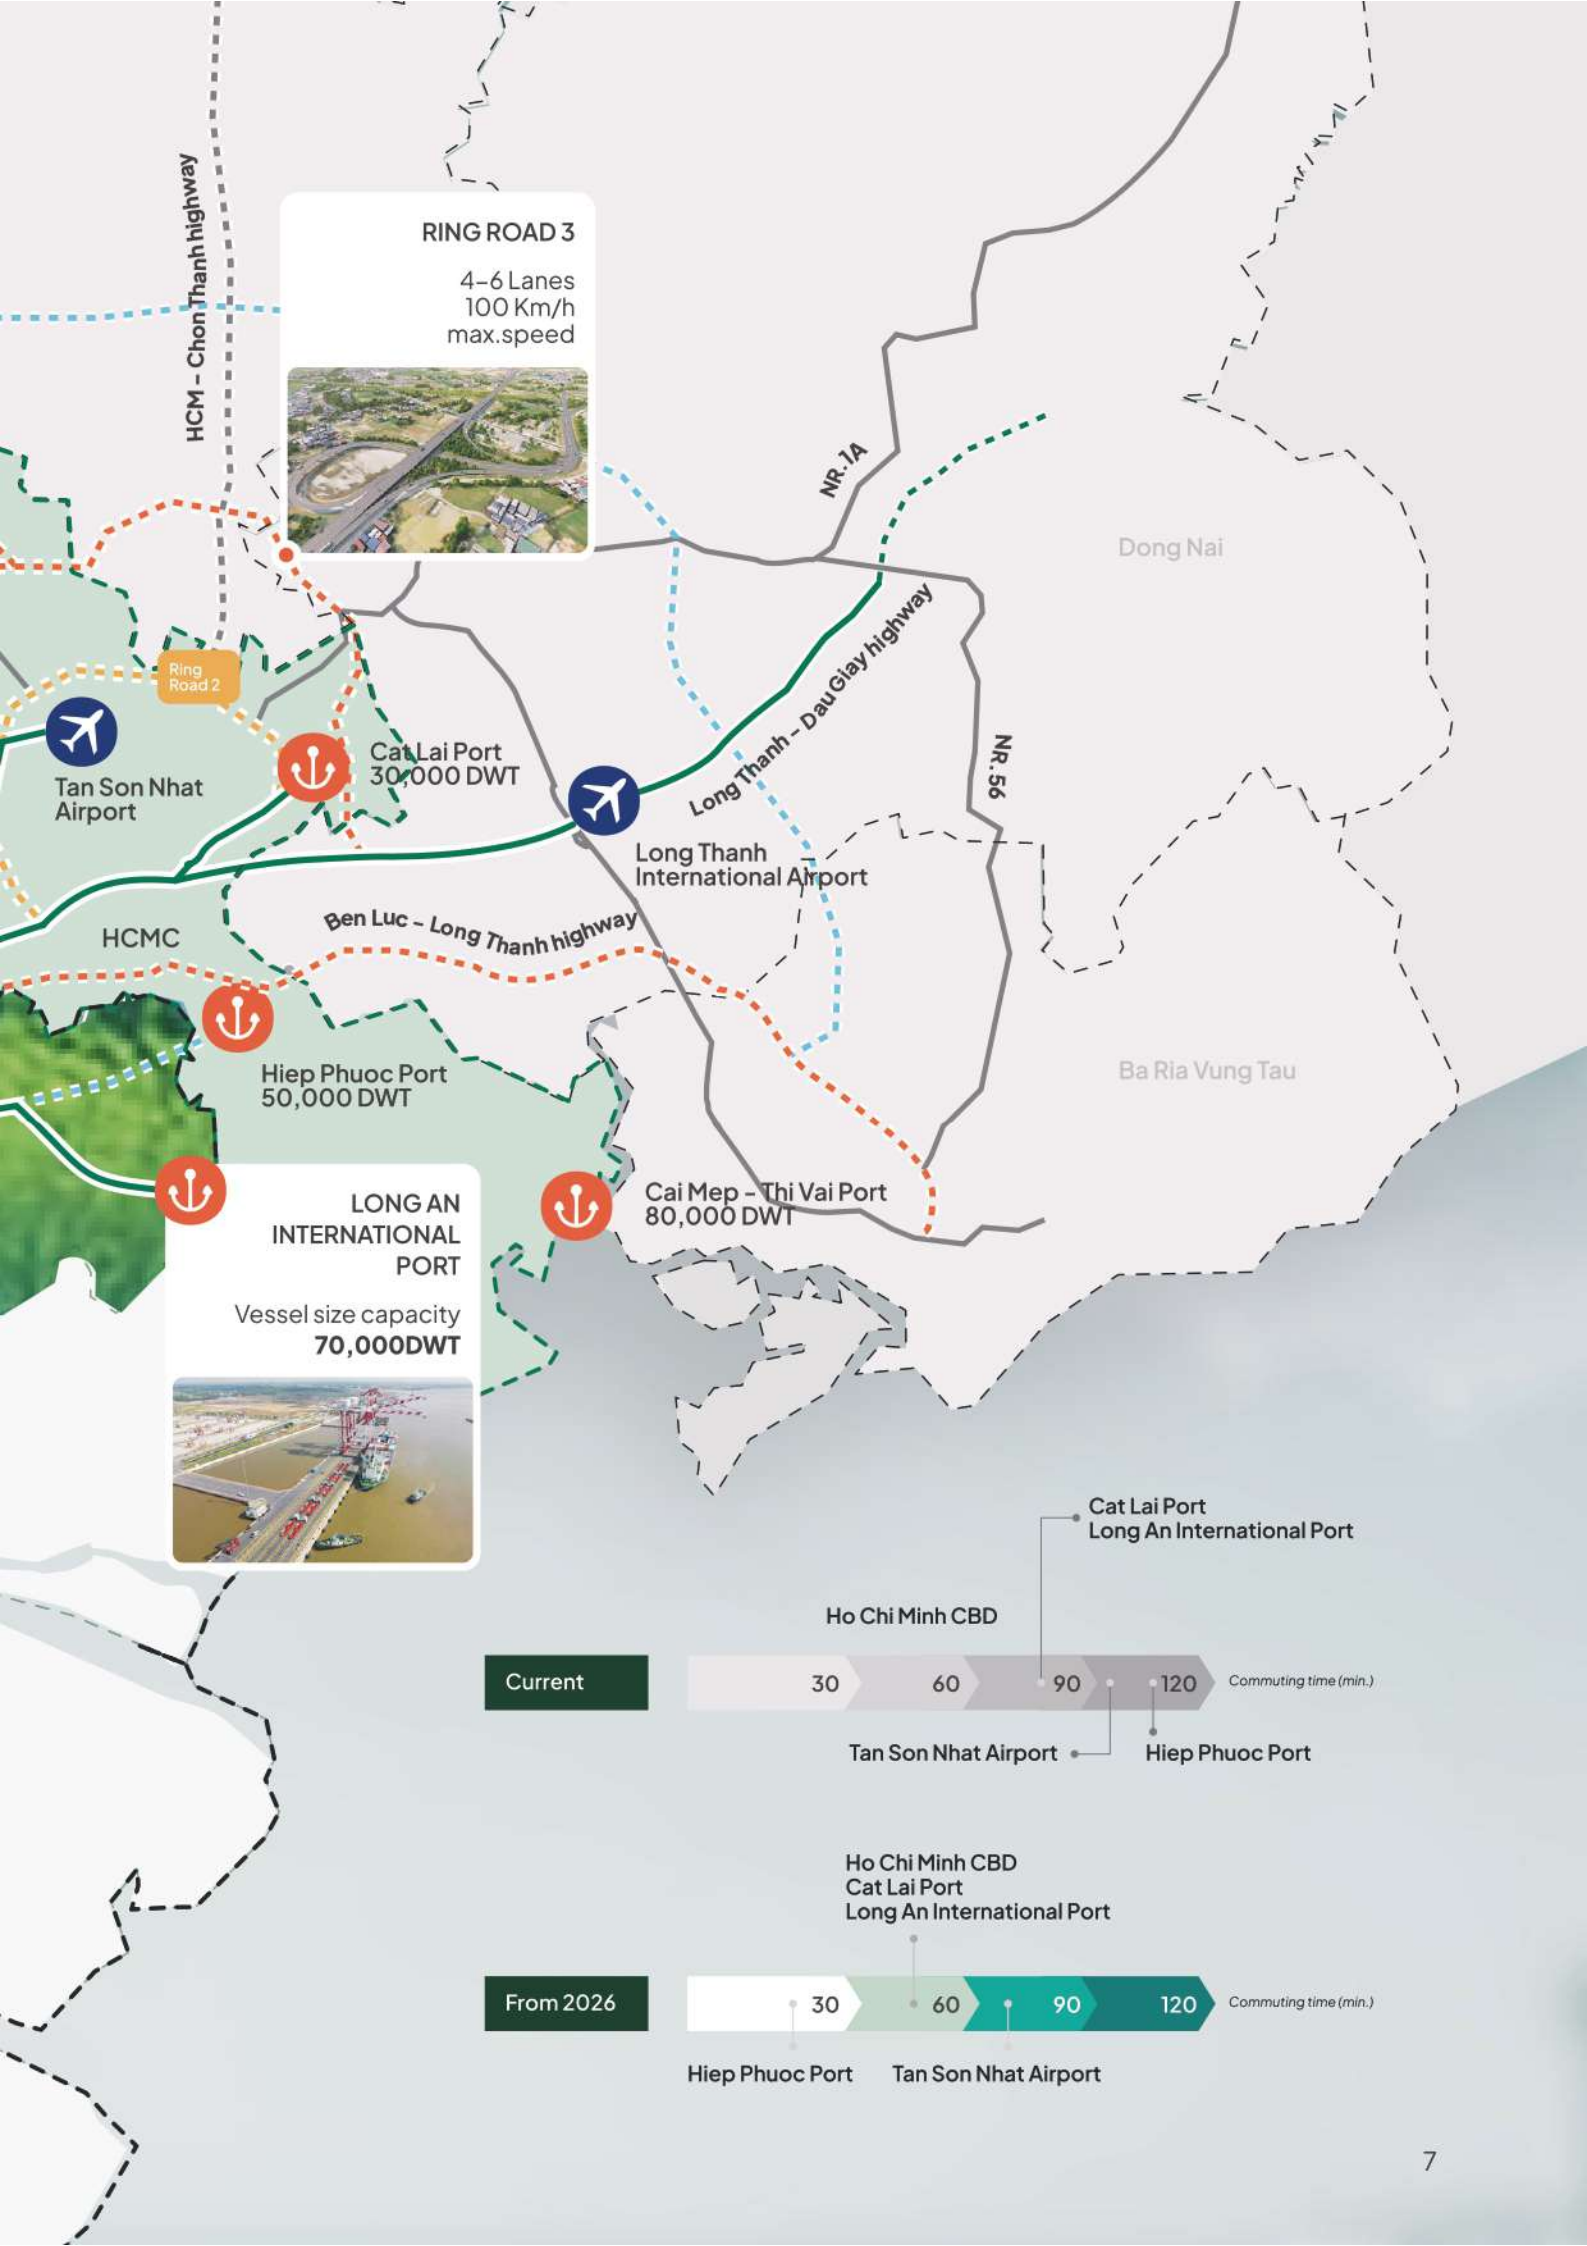 HCM - Chon Thanh highway
RING ROAD 3
4-6 Lanes
100 Km/h
max.speed
NR.1A
Dong Nai
Ring
Road 2
Long Thanh - Dau Giay highway
NR.56
Tan Son Nhat
Airport
Cat Lai Port
30,000 DWT
Long Thanh
International Airport
Ben Luc - Long Thanh highway
HCMC
Hiep Phuoc Port
50,000 DWT
Ba Ria Vung Tau
LONG AN
INTERNATIONAL
PORT
Vessel size capacity
70,000DWT
Cai Mep - Thi Vai Port
80,000 DWT
Cat Lai Port
Long An International Port
Ho Chi Minh CBD
Current
30 60 90 120 Commuting time (min.)
Tan Son Nhat Airport
Hiep Phuoc Port
Ho Chi Minh CBD
Cat Lai Port
Long An International Port
From 2026
30 60 90 120 Commuting time (min.)
Hiep Phuoc Port
Tan Son Nhat Airport
7